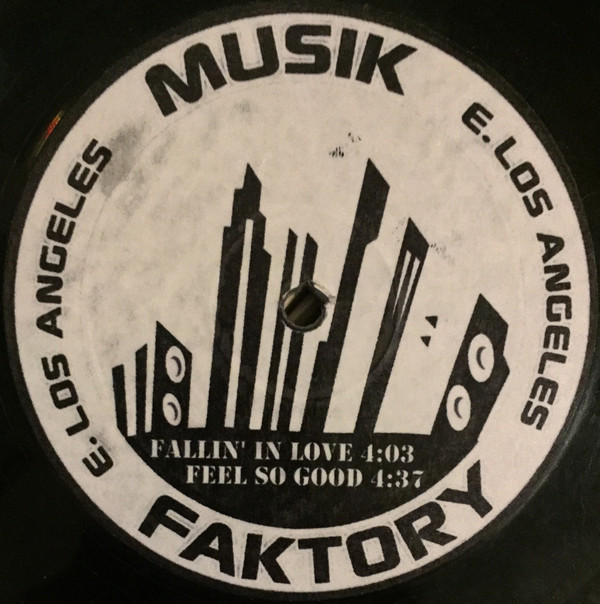 MUSIK
E. LOS ANGELES
E. LOS ANGELES
FALLIN' IN LOVE 4:03
FEEL SO GOOD 4:37
FAKTORY